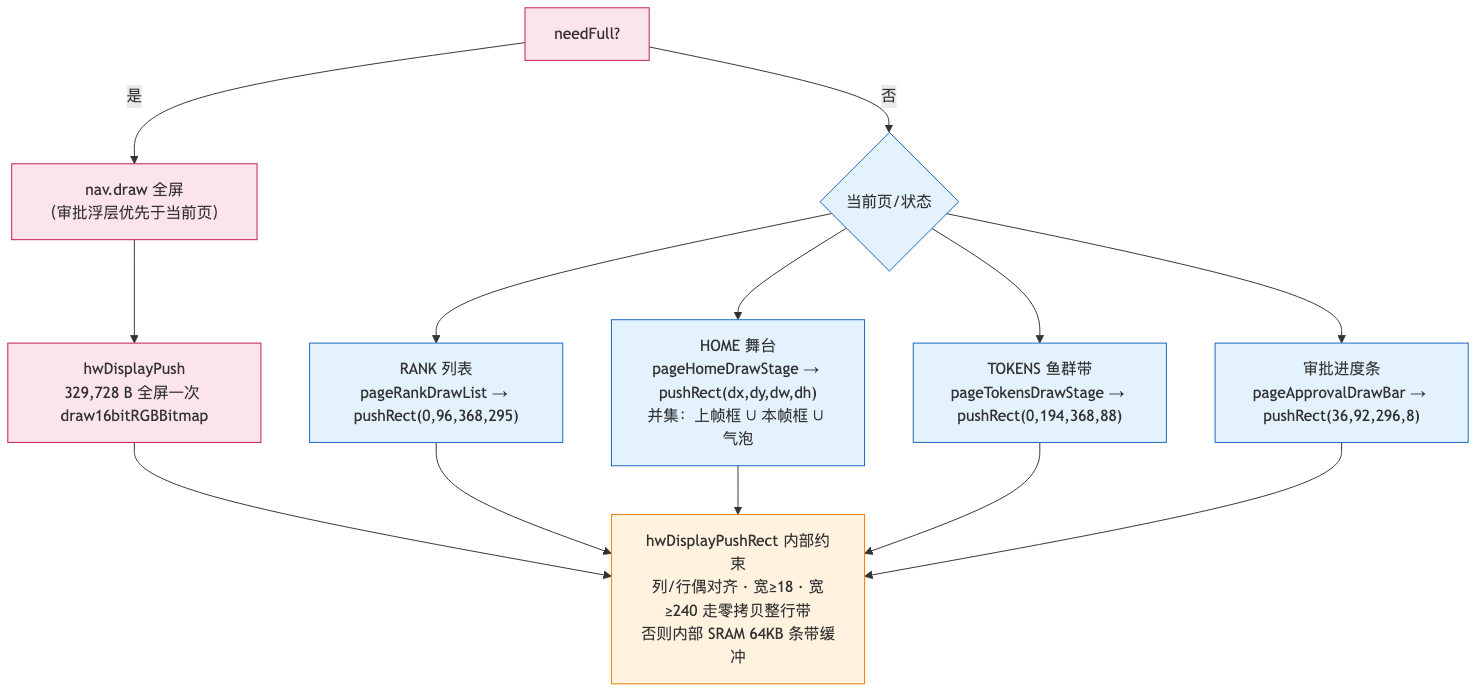 needFull?
是
否
nav.draw 全屏
（审批浮层优先于当前页）
当前页/状态
hwDisplayPush
329,728 B 全屏一次
draw16bitRGBBitmap
RANK 列表
pageRankDrawList →
pushRect(0,96,368,295)
HOME 舞台
pageHomeDrawStage →
pushRect(dx,dy,dw,dh)
并集：上帧框 ∪ 本帧框 ∪
气泡
TOKENS 鱼群带
pageTokensDrawStage →
pushRect(0,194,368,88)
审批进度条
pageApprovalDrawBar →
pushRect(36,92,296,8)
hwDisplayPushRect 内部约
束
列/行偶对齐 · 宽≥18 · 宽
≥240 走零拷贝整行带
否则内部 SRAM 64KB 条带缓
冲